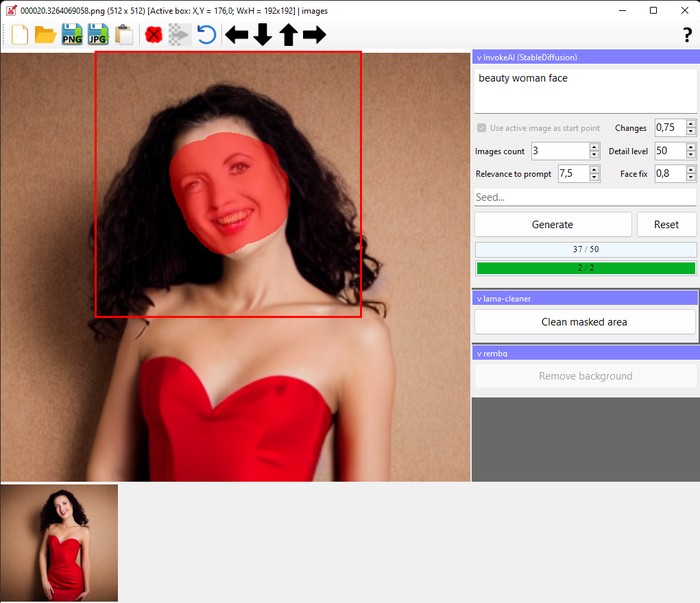 000020.3264069058.png (512 x 512) [Active box: X,Y = 176,0; WxH = 192x192] | images
PNG JPG ?
v InvokeAI (StableDiffusion)
beauty woman face
Use active image as start point Changes 0,75
Images count 3 Detail level 50
Relevance to prompt 7,5 Face fix 0,8
Seed...
Generate Reset
37 / 50
2 / 2
v lama-cleaner
Clean masked area
v rembg
Remove background